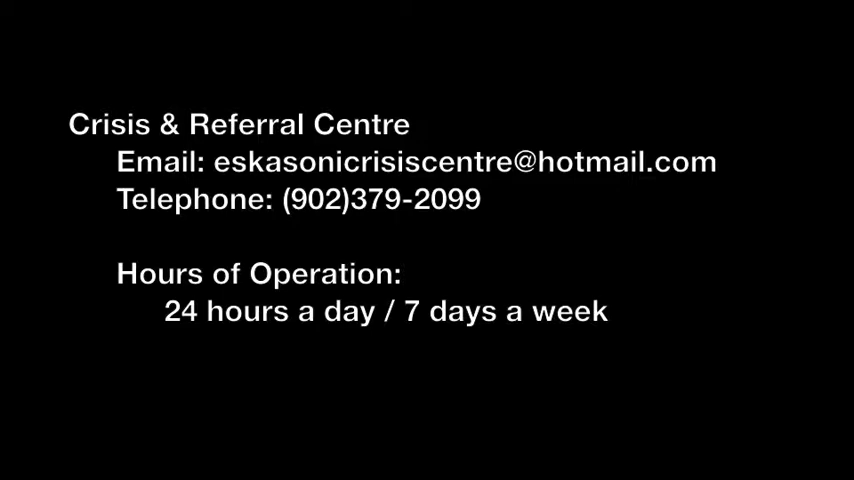 Crisis & Referral Centre
Email: eskasonicrisiscentre@hotmail.com
Telephone: (902)379-2099
Hours of Operation:
24 hours a day / 7 days a week